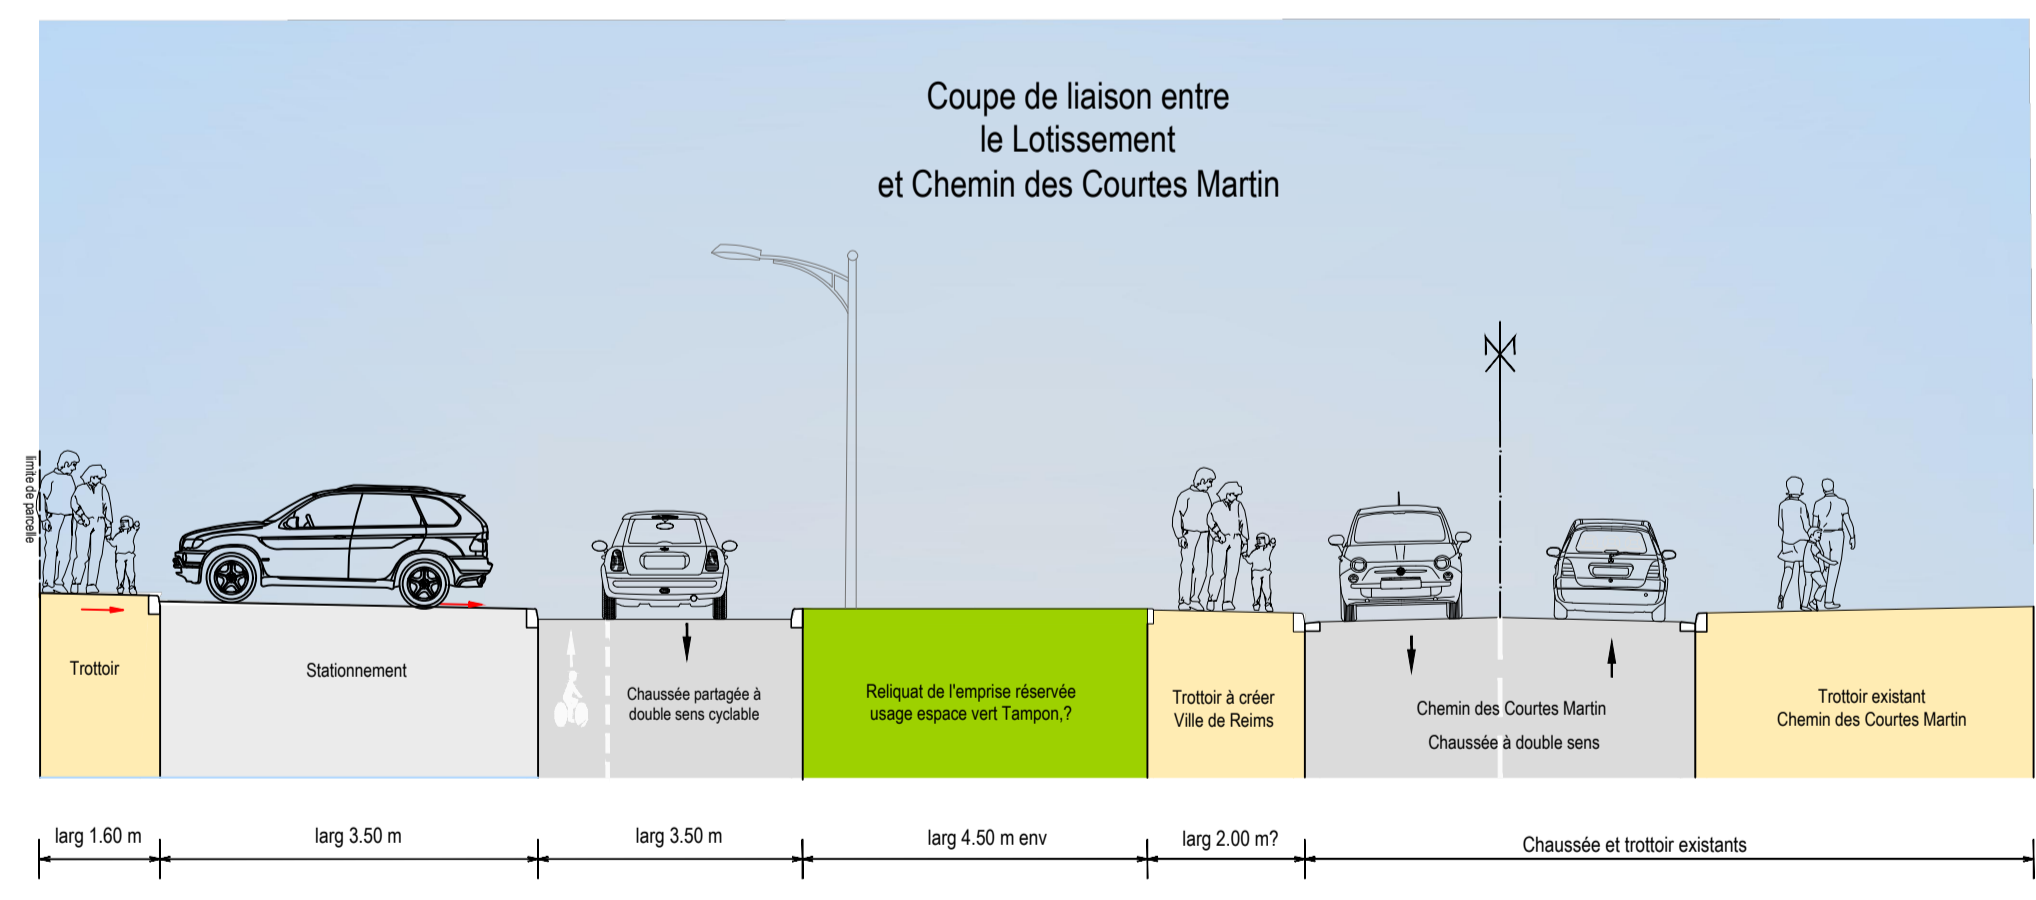 Coupe de liaison entre
le Lotissement
et Chemin des Courtes Martin
limite de parcelle
Trottoir
Stationnement
Chaussée partagée à
double sens cyclable
Reliquat de l'emprise réservée
usage espace vert Tampon,?
Trottoir à créer
Ville de Reims
Chemin des Courtes Martin
Chaussée à double sens
Trottoir existant
Chemin des Courtes Martin
larg 1.60 m
larg 3.50 m
larg 3.50 m
larg 4.50 m env
larg 2.00 m?
Chaussée et trottoir existants